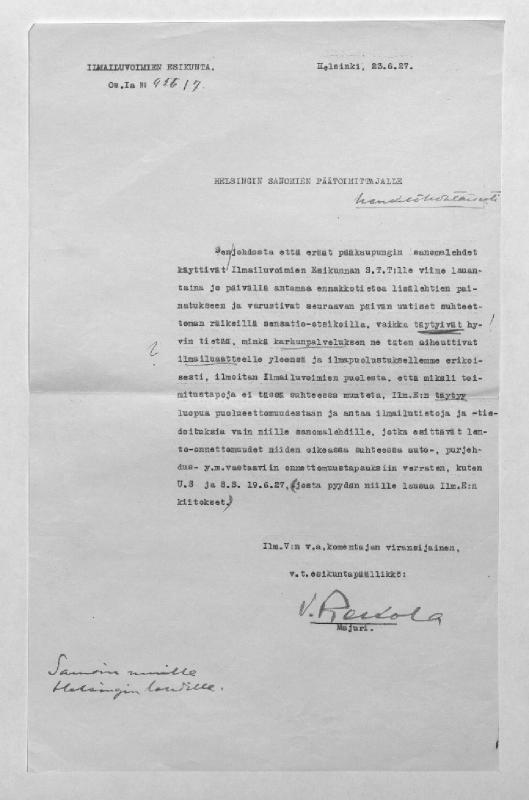 ILMAILUVOIMIEN ESIKUNTA. Helsinki, 23.6.27.
Os.Ia N:o
HELSINGIN SANOMIEN PÄÄTOIMITTAJALLE
henkilökohtaisesti
Senjohdosta että eräät pääkaupungin sanomalehdet
käyttivät Ilmailuvoimien Esikunnan S.T.T:lle viime lauan-
taina jo päivällä antamaa ennakkotietoa lisälehtien pai-
natukseen ja varustivat seuraavan päivän uutiset suhteet-
toman räikeillä sensatio-otsikoilla, vaikka täytyivät hy-
vin tietää, minkä karhunpalveluksen ne täten aiheuttivat
ilmailuaatteelle yleensä ja ilmapuolustuksellemme erikoi-
sesti, ilmoitan Ilmailuvoimien puolesta, että mikäli toi-
mitustapoja ei tässä suhteessa muuteta, Ilm.E:n täytyy
luopua puolueettomuudestaan ja antaa ilmailutietoja ja -tie-
doituksia vain niille sanomalehdille, jotka esittävät len-
to-onnettomuudet niiden oikeassa suhteessa auto-, purjeh-
dus- y.m.vastaaviin onnettomuustapauksiin verraten, kuten
U.S ja S.S. 19.6.27, (josta pyydän niille lausua Ilm.E:n
kiitokset.)
Ilm.V:n v.a.komentajan viransijainen,
v.t.esikuntapäällikkö:
Majuri.
Samoin muille
Helsingin lehdille.